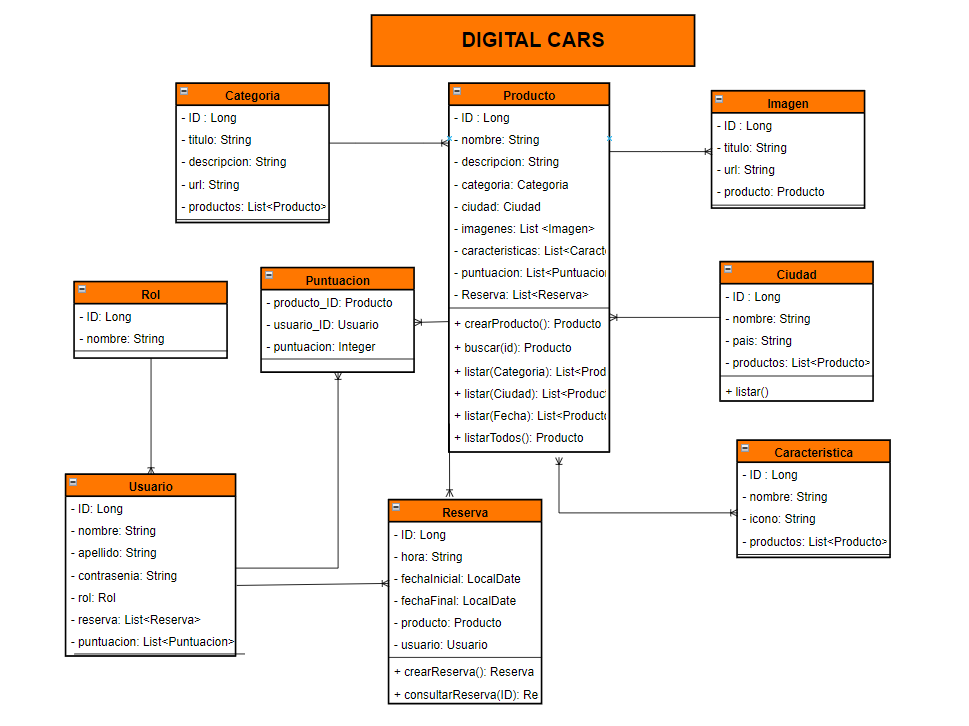 DIGITAL CARS
Categoria
- ID : Long
- titulo: String
- descripcion: String
- url: String
- productos: List<Producto>
Producto
- ID : Long
- nombre: String
- descripcion: String
- categoria: Categoria
- ciudad: Ciudad
- imagenes: List <Imagen>
- caracteristicas: List<Caract
- puntuacion: List<Puntuacion
- Reserva: List<Reserva>
+ crearProducto(): Producto
+ buscar(id): Producto
+ listar(Categoria): List<Prod
+ listar(Ciudad): List<Produc
+ listar(Fecha): List<Producto
+ listarTodos(): Producto
Imagen
- ID : Long
- titulo: String
- url: String
- producto: Producto
Rol
- ID: Long
- nombre: String
Puntuacion
- producto_ID: Producto
- usuario_ID: Usuario
- puntuacion: Integer
Ciudad
- ID : Long
- nombre: String
- pais: String
- productos: List<Producto>
+ listar()
Caracteristica
- ID : Long
- nombre: String
- icono: String
- productos: List<Producto>
Usuario
- ID: Long
- nombre: String
- apellido: String
- contrasenia: String
- rol: Rol
- reserva: List<Reserva>
- puntuacion: List<Puntuacion>
Reserva
- ID: Long
- hora: String
- fechaInicial: LocalDate
- fechaFinal: LocalDate
- producto: Producto
- usuario: Usuario
+ crearReserva(): Reserva
+ consultarReserva(ID): Re